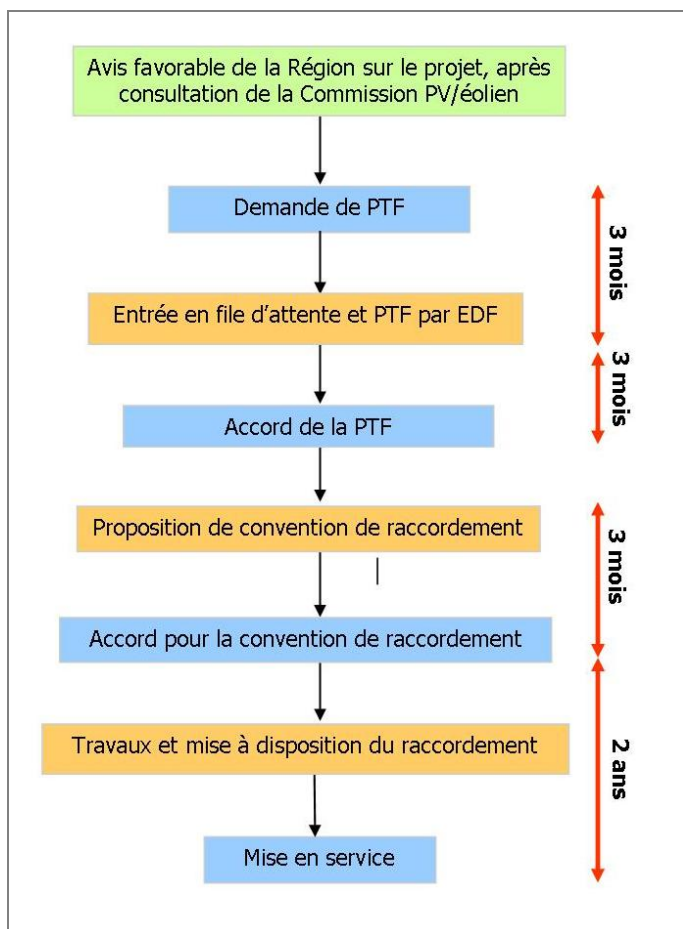 Avis favorable de la Région sur le projet, après
consultation de la Commission PV/éolien
Demande de PTF
3 mois
Entrée en file d'attente et PTF par EDF
3 mois
Accord de la PTF
Proposition de convention de raccordement
3 mois
Accord pour la convention de raccordement
Travaux et mise à disposition du raccordement
2 ans
Mise en service